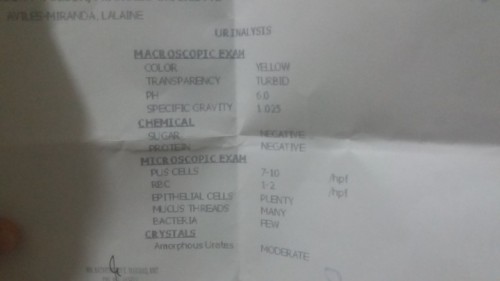 AVILES-MIRANDA, LALAINE
URINALYSIS
MACROSCOPIC EXAM
COLOR YELLOW
TRANSPARENCY TURBID
PH 6.0
SPECIFIC GRAVITY 1.025
CHEMICAL
SUGAR NEGATIVE
PROTEIN NEGATIVE
MICROSCOPIC EXAM
PUS CELLS 7-10 /hpf
RBC 1-2 /hpf
EPITHELIAL CELLS PLENTY
MUCUS THREADS MANY
BACTERIA FEW
CRYSTALS
Amorphous Urates MODERATE